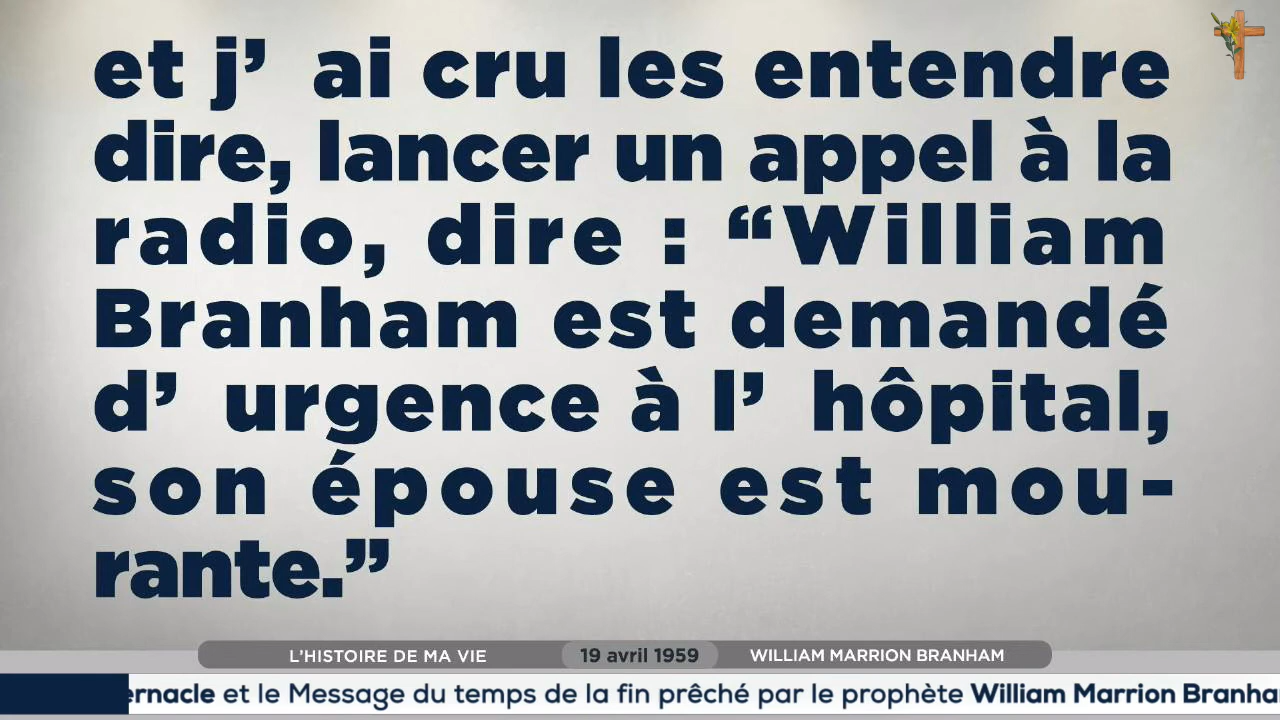 et j’ ai cru les entendre
dire, lancer un appel à la
radio, dire : “William
Branham est demandé
d’ urgence à l’ hôpital,
son épouse est mou-
rante.”
L’HISTOIRE DE MA VIE 19 avril 1959 WILLIAM MARRION BRANHAM
ernacle et le Message du temps de la fin prêché par le prophète William Marrion Branha